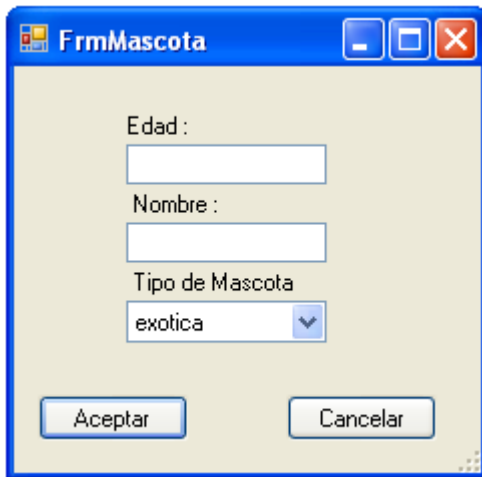 FrmMascota
Edad :
Nombre :
Tipo de Mascota
exotica
Aceptar
Cancelar